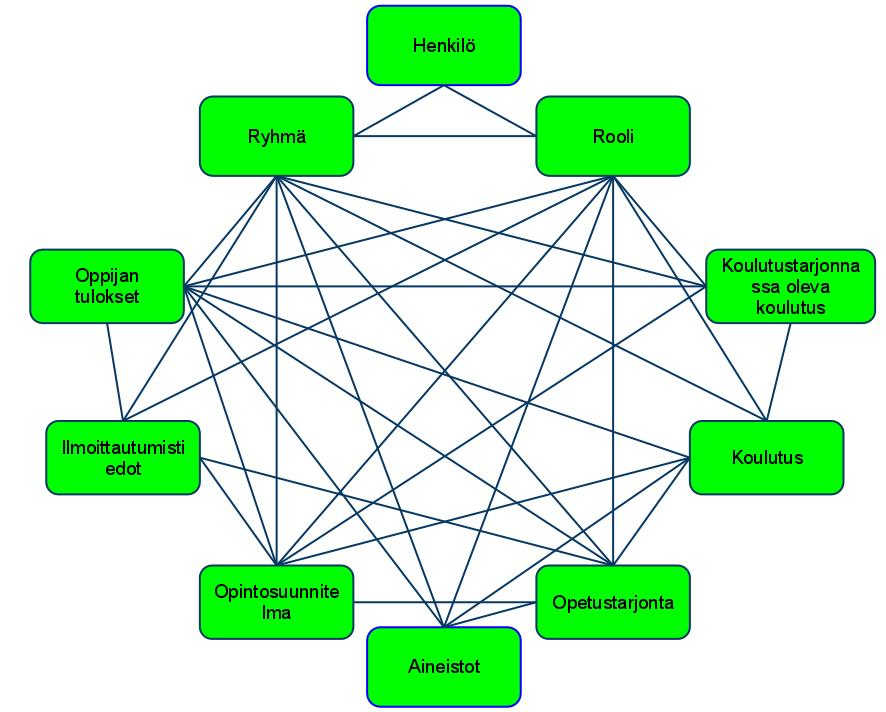 Henkilö
Ryhmä
Rooli
Oppijan
tulokset
Koulutustarjonna
ssa oleva
koulutus
Ilmoittautumisti
edot
Koulutus
Opintosuunnite
lma
Opetustarjonta
Aineistot